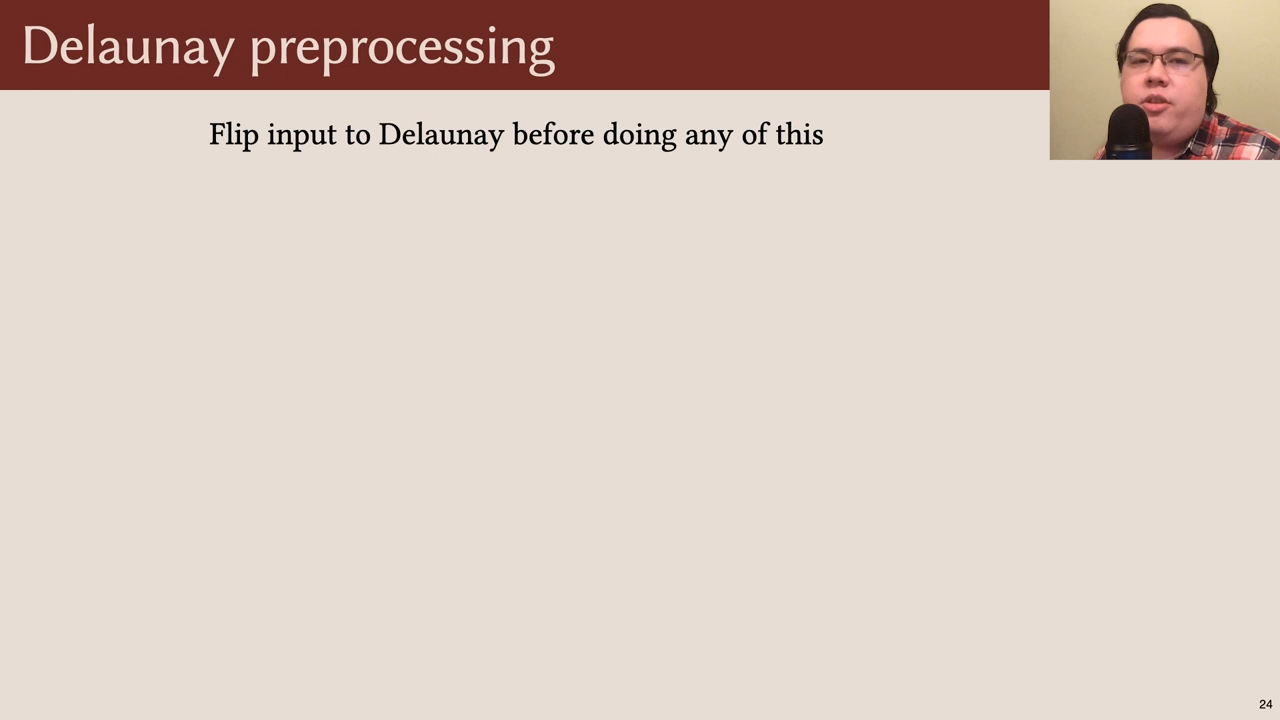 Delaunay preprocessing
Flip input to Delaunay before doing any of this
24